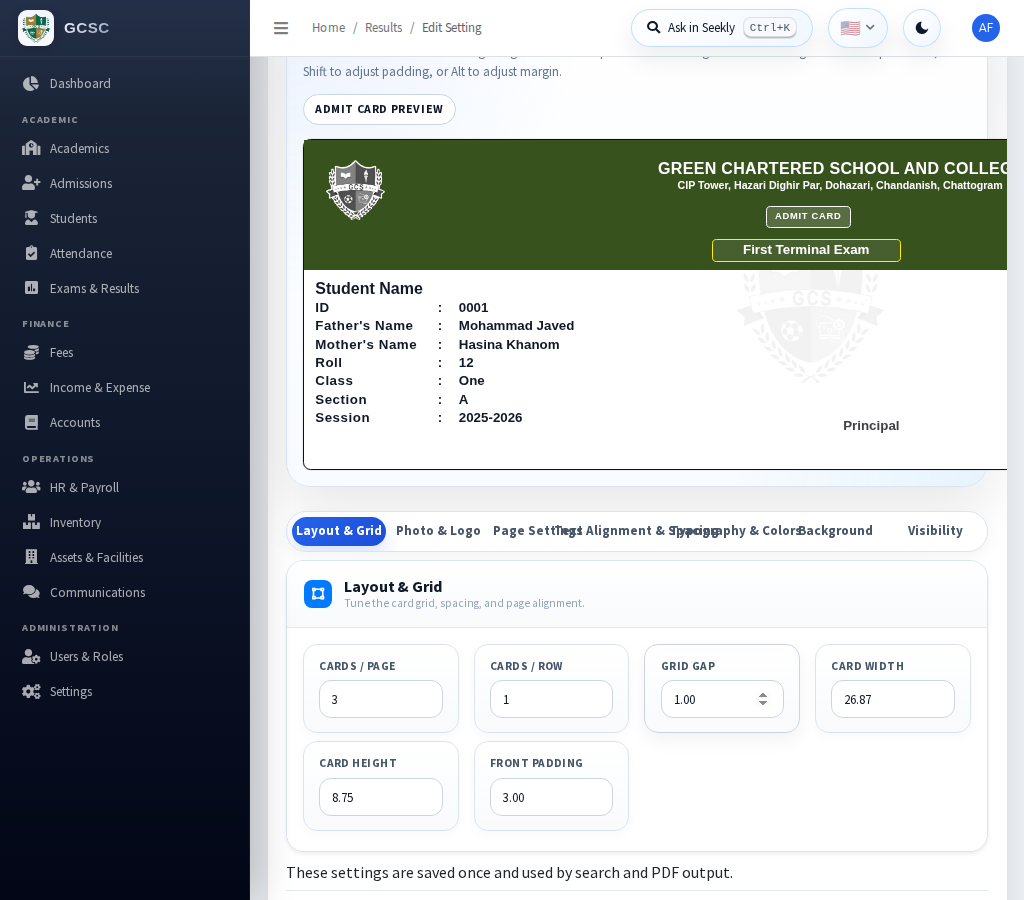 GCSC
Home / Results / Edit Setting
Ask in Seekly Ctrl+K
AF
Dashboard
ACADEMIC
Academics
Admissions
Students
Attendance
Exams & Results
FINANCE
Fees
Income & Expense
Accounts
OPERATIONS
HR & Payroll
Inventory
Assets & Facilities
Communications
ADMINISTRATION
Users & Roles
Settings
Shift to adjust padding, or Alt to adjust margin.
ADMIT CARD PREVIEW
GREEN CHARTERED SCHOOL AND COLLEG
CIP Tower, Hazari Dighir Par, Dohazari, Chandanish, Chattogram
ADMIT CARD
First Terminal Exam
GCS
GCS
Student Name
ID : 0001
Father's Name : Mohammad Javed
Mother's Name : Hasina Khanom
Roll : 12
Class : One
Section : A
Session : 2025-2026
Principal
Layout & Grid Photo & Logo Page Settings Text Alignment & Spacing Typography & Colors Background Visibility
Layout & Grid
Tune the card grid, spacing, and page alignment.
CARDS / PAGE CARDS / ROW GRID GAP CARD WIDTH
3 1 1.00 26.87
CARD HEIGHT FRONT PADDING
8.75 3.00
These settings are saved once and used by search and PDF output.